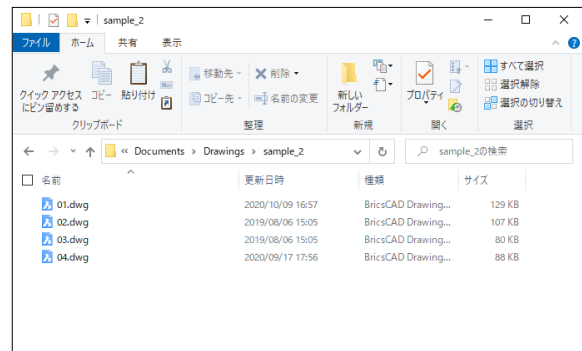 sample_2
ファイル ホーム 共有 表示
クイック アクセス
にピン留めする
コピー
貼り付け
移動先
コピー先
削除
名前の変更
新しい
フォルダー
プロパティ
すべて選択
選択解除
選択の切り替え
クリップボード 整理 新規 開く 選択
« Documents › Drawings › sample_2
sample_2の検索
名前 更新日時 種類 サイズ
01.dwg 2020/10/09 16:57 BricsCAD Drawing... 129 KB
02.dwg 2019/08/06 15:05 BricsCAD Drawing... 107 KB
03.dwg 2019/08/06 15:05 BricsCAD Drawing... 80 KB
04.dwg 2020/09/17 17:56 BricsCAD Drawing... 88 KB